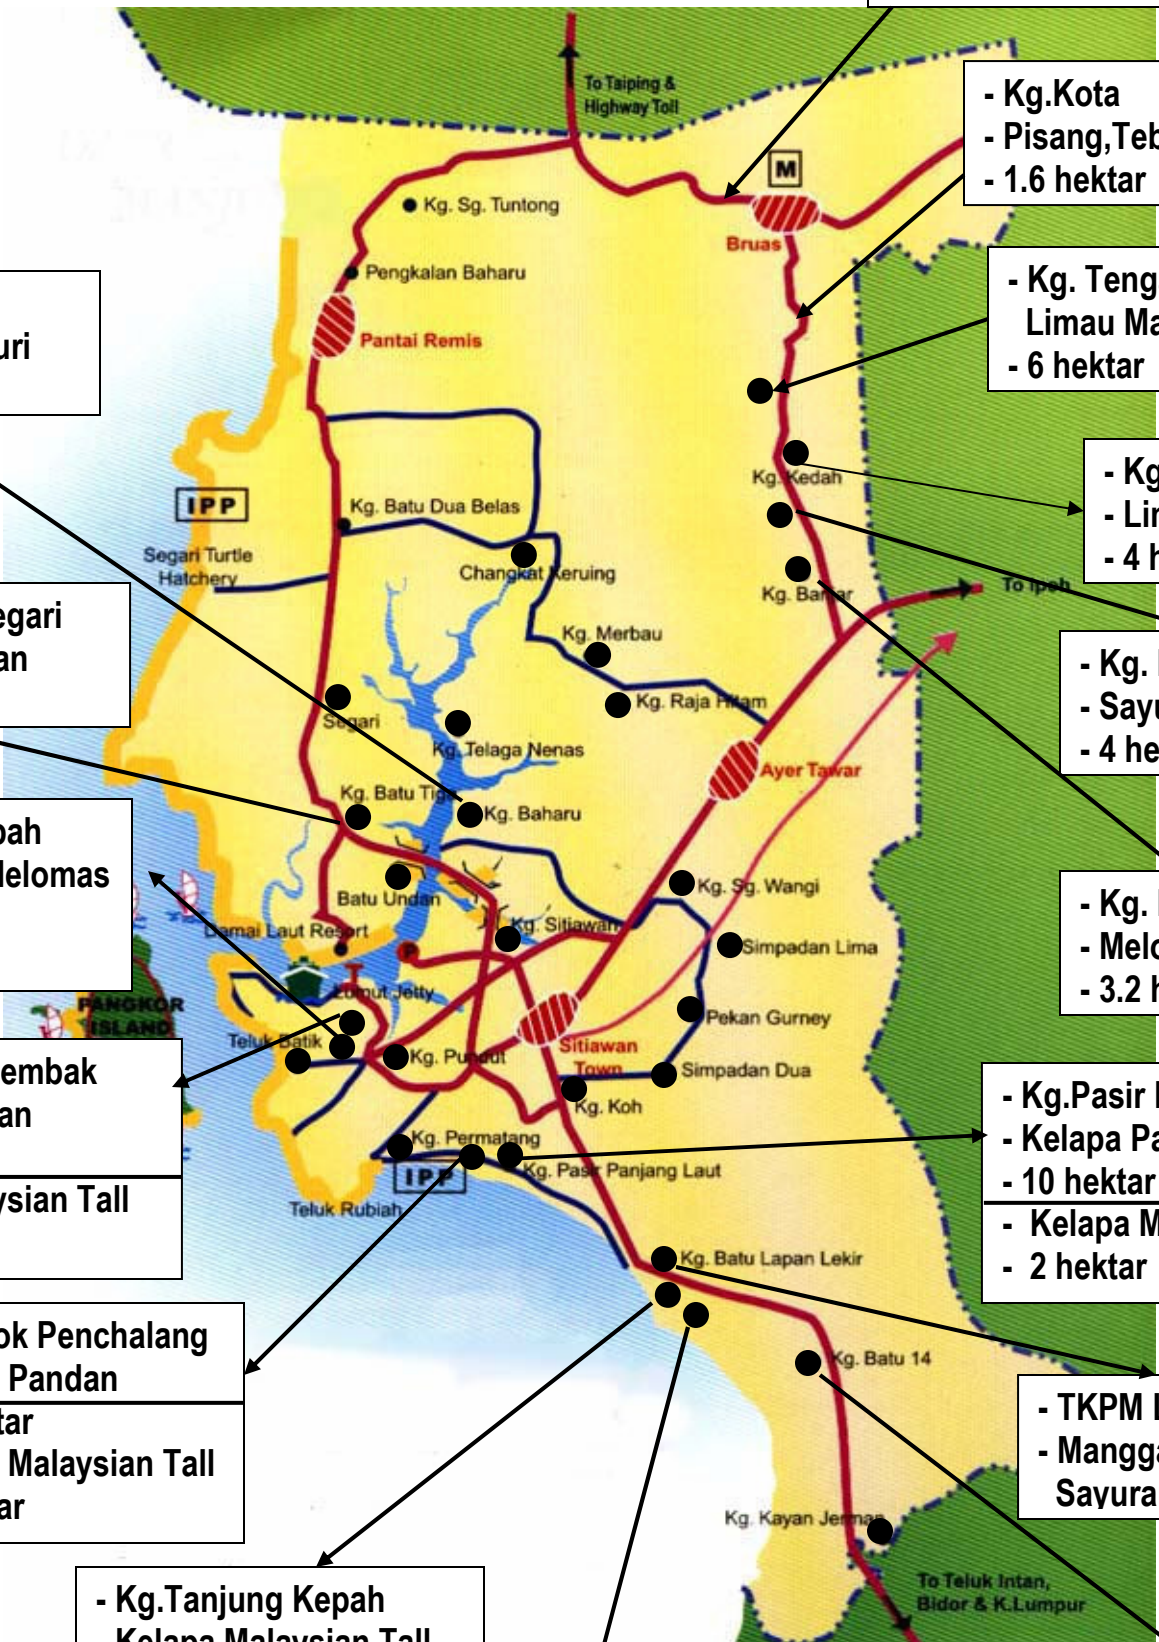 To Taiping &
Highway Toll
- Kg.Kota
- Pisang,Teb
- 1.6 hektar
M
Kg. Sg. Tuntong
Bruas
Pengkalan Baharu
- Kg. Teng
Limau Ma
- 6 hektar
Pantai Remis
uri
- Kg
- Lin
- 4 h
Kg. Kedah
IPP
Kg. Batu Dua Belas
Segari Turtle
Hatchery
Changkat Keruing
Kg. Banjar
To Ipoh
egari
an
Kg. Merbau
- Kg.
- Sayu
- 4 he
Kg. Raja Hitam
Segari
Kg. Telaga Nenas
Ayer Tawar
Kg. Batu Tiga
Kg. Baharu
pah
Melomas
Batu Undan
Kg. Sg. Wangi
- Kg.
- Melo
- 3.2 h
Damai Laut Resort
Kg. Sitiawan
Simpadan Lima
P
Lumut Jetty
PANGKOR
ISLAND
Pekan Gurney
Teluk Batik
Kg. Pundut
Sitiawan
Town
Simpadan Dua
embak
an
ysian Tall
Kg. Koh
- Kg.Pasir
- Kelapa Pa
- 10 hektar
- Kelapa M
- 2 hektar
Kg. Permatang
IPP
Kg. Pasir Panjang Laut
Teluk Rubiah
Kg. Batu Lapan Lekir
ok Penchalang
Pandan
tar
Malaysian Tall
ar
Kg. Batu 14
- TKPM
- Mangga
Sayura
Kg. Kayan Jerman
- Kg.Tanjung Kepah
Kelapa Malaysian Tall
To Teluk Intan,
Bidor & K.Lumpur